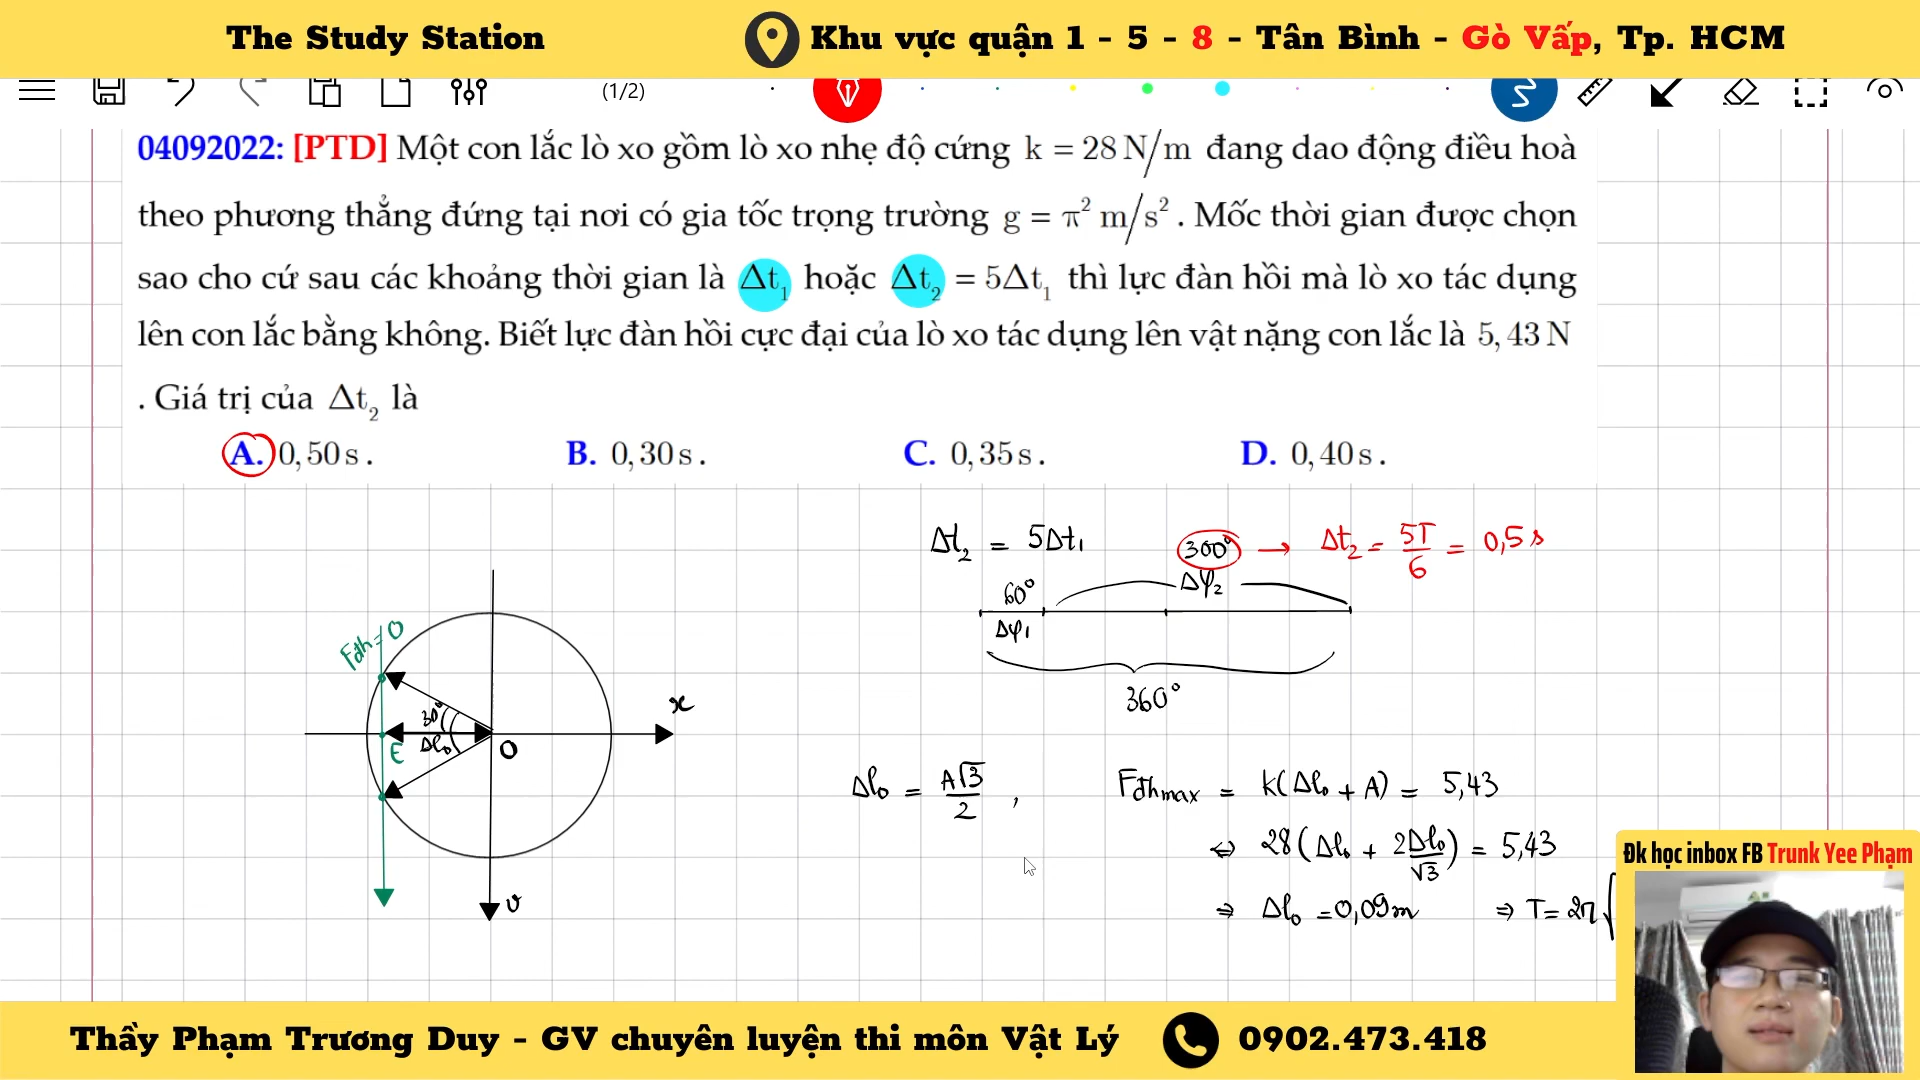 The Study Station
Khu vực quận 1 - 5 - 8 - Tân Bình - Gò Vấp, Tp. HCM
(1/2)
04092022: [PTD] Một con lắc lò xo gồm lò xo nhẹ độ cứng k = 28 N/m đang dao động điều hoà
theo phương thẳng đứng tại nơi có gia tốc trọng trường g = π² m/s² . Mốc thời gian được chọn
sao cho cứ sau các khoảng thời gian là Δt₁ hoặc Δt₂ = 5Δt₁ thì lực đàn hồi mà lò xo tác dụng
lên con lắc bằng không. Biết lực đàn hồi cực đại của lò xo tác dụng lên vật nặng con lắc là 5,43 N
. Giá trị của Δt₂ là
A. 0,50 s . B. 0,30 s . C. 0,35 s . D. 0,40 s .
Δt₂ = 5Δt₁
300° → Δt₂ = 5T/6 = 0,5 s
60° Δφ₂
Δφ₁
360°
Fđh = 0
x
30°
Δl₀
E
O
v
Δl₀ = A√3/2 , Fđhmax = K(Δl₀ + A) = 5,43
⇔ 28(Δl₀ + 2Δl₀/√3) = 5,43
⇒ Δl₀ = 0,09m ⇒ T = 2π√
Đk học inbox FB Trunk Yee Phạm
Thầy Phạm Trương Duy - GV chuyên luyện thi môn Vật Lý
0902.473.418